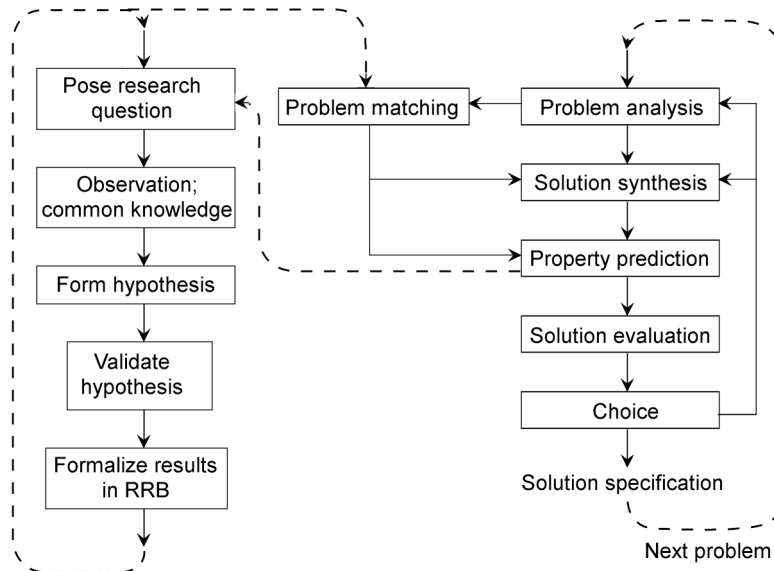 Pose research
question
Observation;
common knowledge
Form hypothesis
Validate
hypothesis
Formalize results
in RRB
Problem matching
Problem analysis
Solution synthesis
Property prediction
Solution evaluation
Choice
Solution specification
Next problem